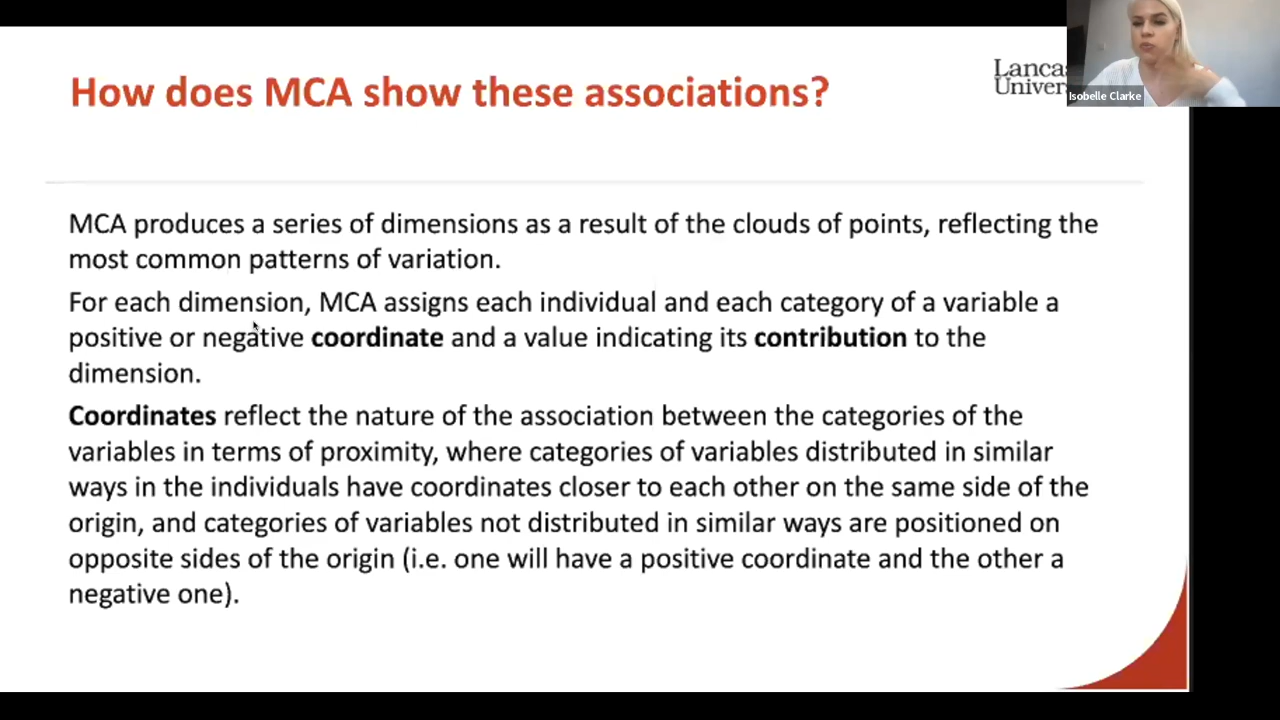 How does MCA show these associations?
Isobelle Clarke
MCA produces a series of dimensions as a result of the clouds of points, reflecting the
most common patterns of variation.
For each dimension, MCA assigns each individual and each category of a variable a
positive or negative coordinate and a value indicating its contribution to the
dimension.
Coordinates reflect the nature of the association between the categories of the
variables in terms of proximity, where categories of variables distributed in similar
ways in the individuals have coordinates closer to each other on the same side of the
origin, and categories of variables not distributed in similar ways are positioned on
opposite sides of the origin (i.e. one will have a positive coordinate and the other a
negative one).